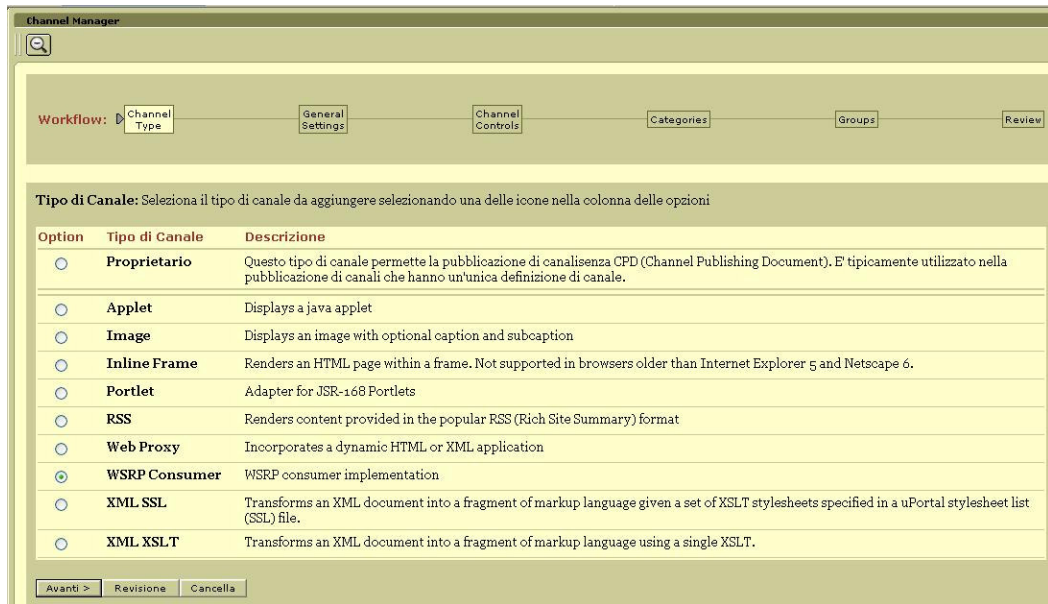 Channel Manager
Workflow:
Channel
Type
General
Settings
Channel
Controls
Categories
Groups
Review
Tipo di Canale: Seleziona il tipo di canale da aggiungere selezionando una delle icone nella colonna delle opzioni
Option Tipo di Canale Descrizione
Proprietario Questo tipo di canale permette la pubblicazione di canalisenza CPD (Channel Publishing Document). E' tipicamente utilizzato nella
pubblicazione di canali che hanno un'unica definizione di canale.
Applet Displays a java applet
Image Displays an image with optional caption and subcaption
Inline Frame Renders an HTML page within a frame. Not supported in browsers older than Internet Explorer 5 and Netscape 6.
Portlet Adapter for JSR-168 Portlets
RSS Renders content provided in the popular RSS (Rich Site Summary) format
Web Proxy Incorporates a dynamic HTML or XML application
WSRP Consumer WSRP consumer implementation
XML SSL Transforms an XML document into a fragment of markup language given a set of XSLT stylesheets specified in a uPortal stylesheet list
(SSL) file.
XML XSLT Transforms an XML document into a fragment of markup language using a single XSLT.
Avanti > Revisione Cancella